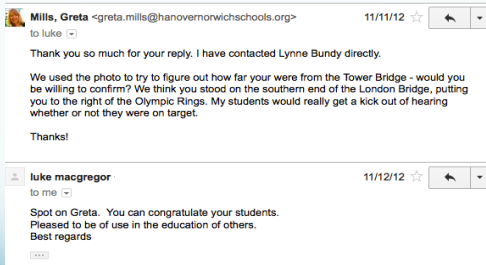 Mills, Greta <greta.mills@hanovernorwichschools.org> 11/11/12
to luke
Thank you so much for your reply. I have contacted Lynne Bundy directly.
We used the photo to try to figure out how far your were from the Tower Bridge - would you
be willing to confirm? We think you stood on the southern end of the London Bridge, putting
you to the right of the Olympic Rings. My students would really get a kick out of hearing
whether or not they were on target.
Thanks!
luke macgregor 11/12/12
to me
Spot on Greta.  You can congratulate your students.
Pleased to be of use in the education of others.
Best regards